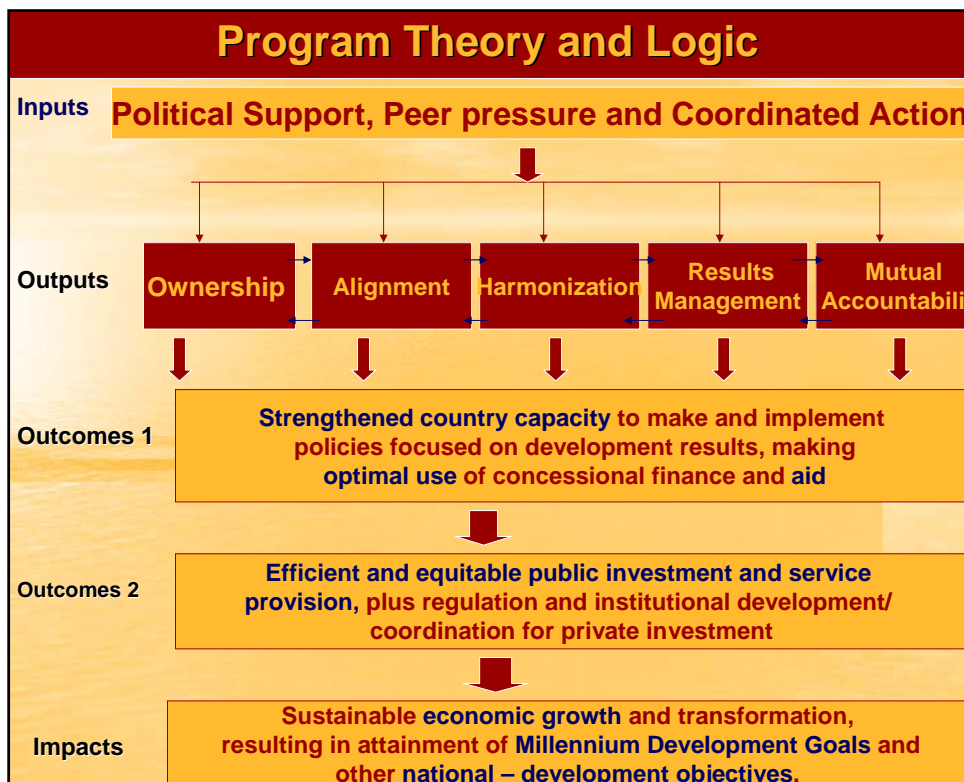 Program Theory and Logic
Inputs
Political Support, Peer pressure and Coordinated Action
Outputs
Ownership
Alignment
Harmonization
Results
Management
Mutual
Accountabili
Outcomes 1
Strengthened country capacity to make and implement
policies focused on development results, making
optimal use of concessional finance and aid
Outcomes 2
Efficient and equitable public investment and service
provision, plus regulation and institutional development/
coordination for private investment
Impacts
Sustainable economic growth and transformation,
resulting in attainment of Millennium Development Goals and
other national – development objectives.